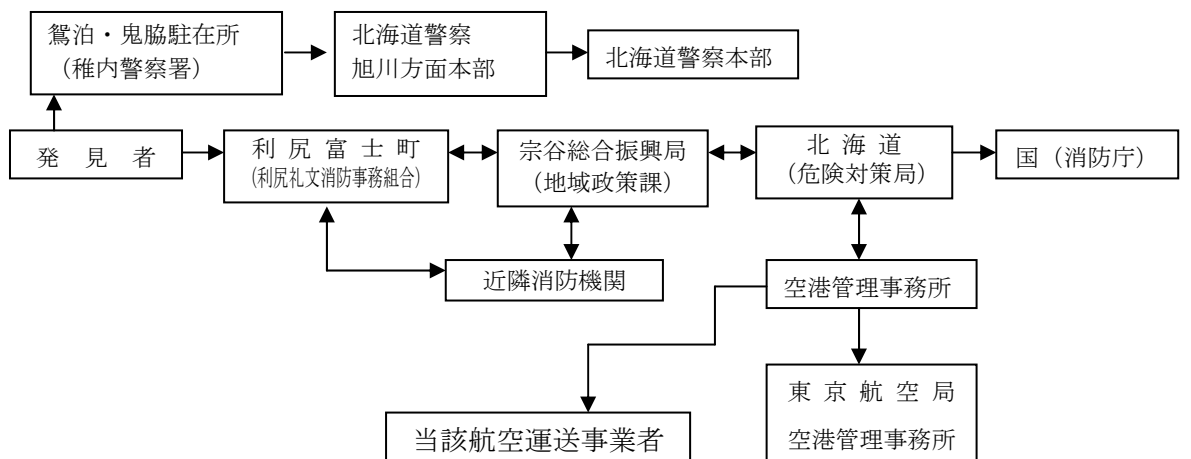 鴛泊・鬼脇駐在所
（稚内警察署）
北海道警察
旭川方面本部
北海道警察本部
発見者
利尻富士町
(利尻礼文消防事務組合)
宗谷総合振興局
（地域政策課）
北海道
（危険対策局）
国（消防庁）
近隣消防機関
空港管理事務所
当該航空運送事業者
東京航空局
空港管理事務所